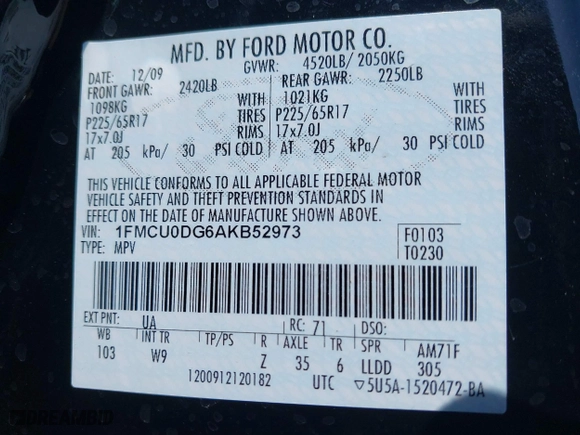 MFD. BY FORD MOTOR CO.
DATE: 12/09 GVWR: 4520LB/ 2050KG
FRONT GAWR: 2420LB REAR GAWR: 2250LB
1098KG 1021KG
P225/65R17 TIRES P225/65R17 TIRES
17x7.0J RIMS 17x7.0J RIMS
AT 205 kPa/ 30 PSI COLD AT 205 kPa/ 30 PSI COLD
THIS VEHICLE CONFORMS TO ALL APPLICABLE FEDERAL MOTOR
VEHICLE SAFETY AND THEFT PREVENTION STANDARDS IN
EFFECT ON THE DATE OF MANUFACTURE SHOWN ABOVE.
VIN: 1FMCU0DG6AKB52973 F0103
TYPE: MPV T0230
EXT PNT: UA RC: 71 DSO:
WB INT TR TP/PS R AXLE TR SPR AM71F
103 W9 Z 35 6 LLDD 305
1200912120182 UTC ▽5U5A-1520472-BA
DREAMBID